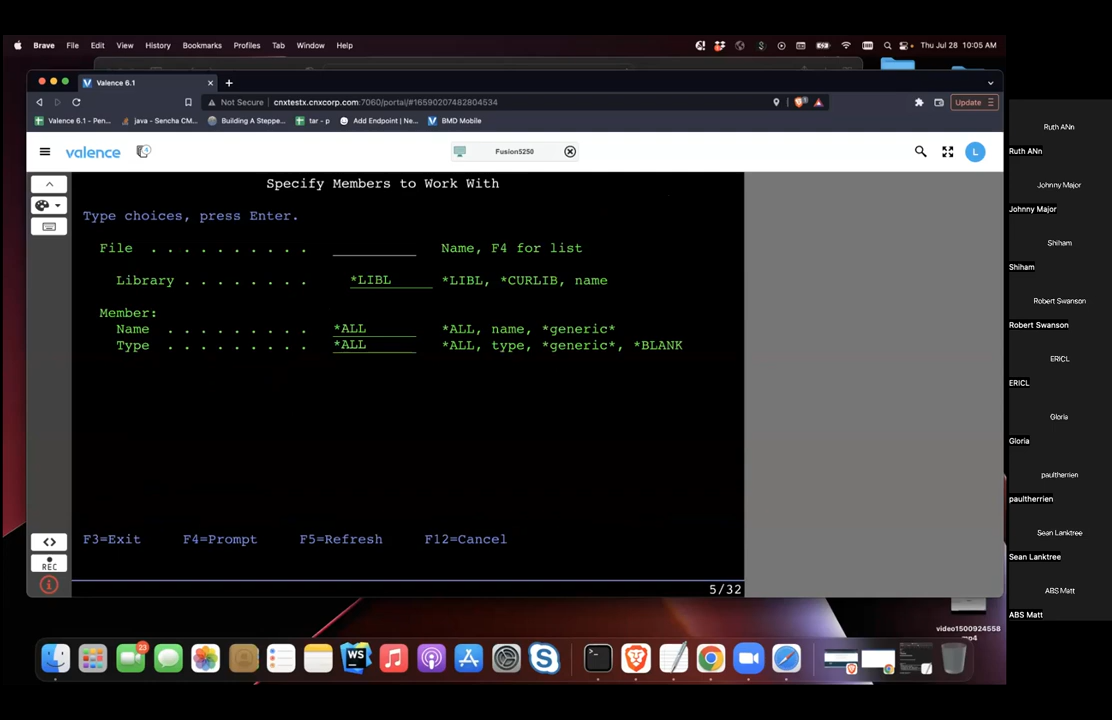 Brave File Edit View History Bookmarks Profiles Tab Window Help Thu Jul 28 10:05 AM
Valence 6.1
Not Secure cnxtestx.cnxcorp.com:7060/portal/#16590207482804534 Update
Valence 6.1 - Pen... java - Sencha CM... Building A Steppe... tar - p Add Endpoint | Ne... BMD Mobile
valence Fusion5250 L
Specify Members to Work With
Type choices, press Enter.
File . . . . . . . . . . Name, F4 for list
Library . . . . . . . . *LIBL *LIBL, *CURLIB, name
Member:
Name . . . . . . . . . *ALL *ALL, name, *generic*
Type . . . . . . . . . *ALL *ALL, type, *generic*, *BLANK
F3=Exit F4=Prompt F5=Refresh F12=Cancel
REC
5/32
video1500924558
mp4
23
WS
Ruth ANn
Ruth ANn
Johnny Major
Johnny Major
Shiham
Shiham
Robert Swanson
Robert Swanson
ERICL
ERICL
Gloria
Gloria
paultherrien
paultherrien
Sean Lanktree
Sean Lanktree
ABS Matt
ABS Matt